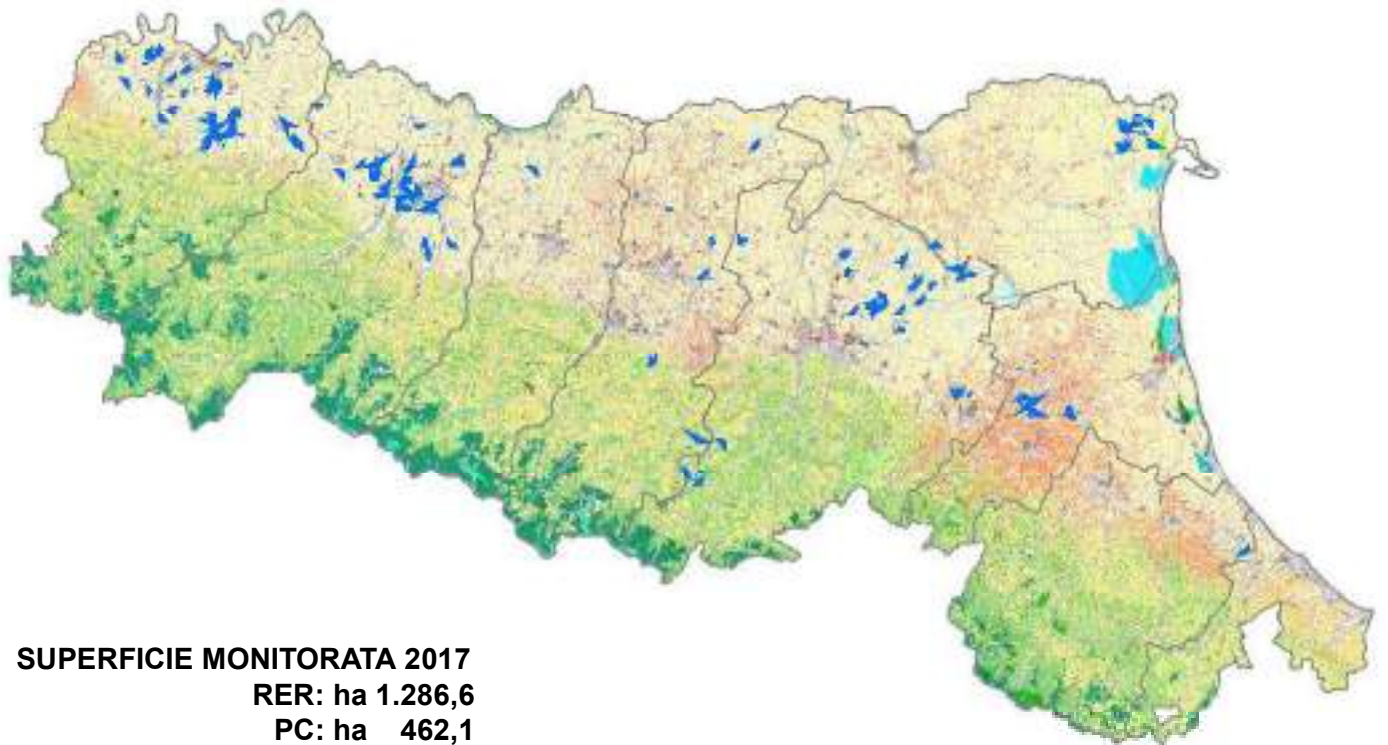 SUPERFICIE MONITORATA 2017
RER: ha 1.286,6
PC: ha 462,1